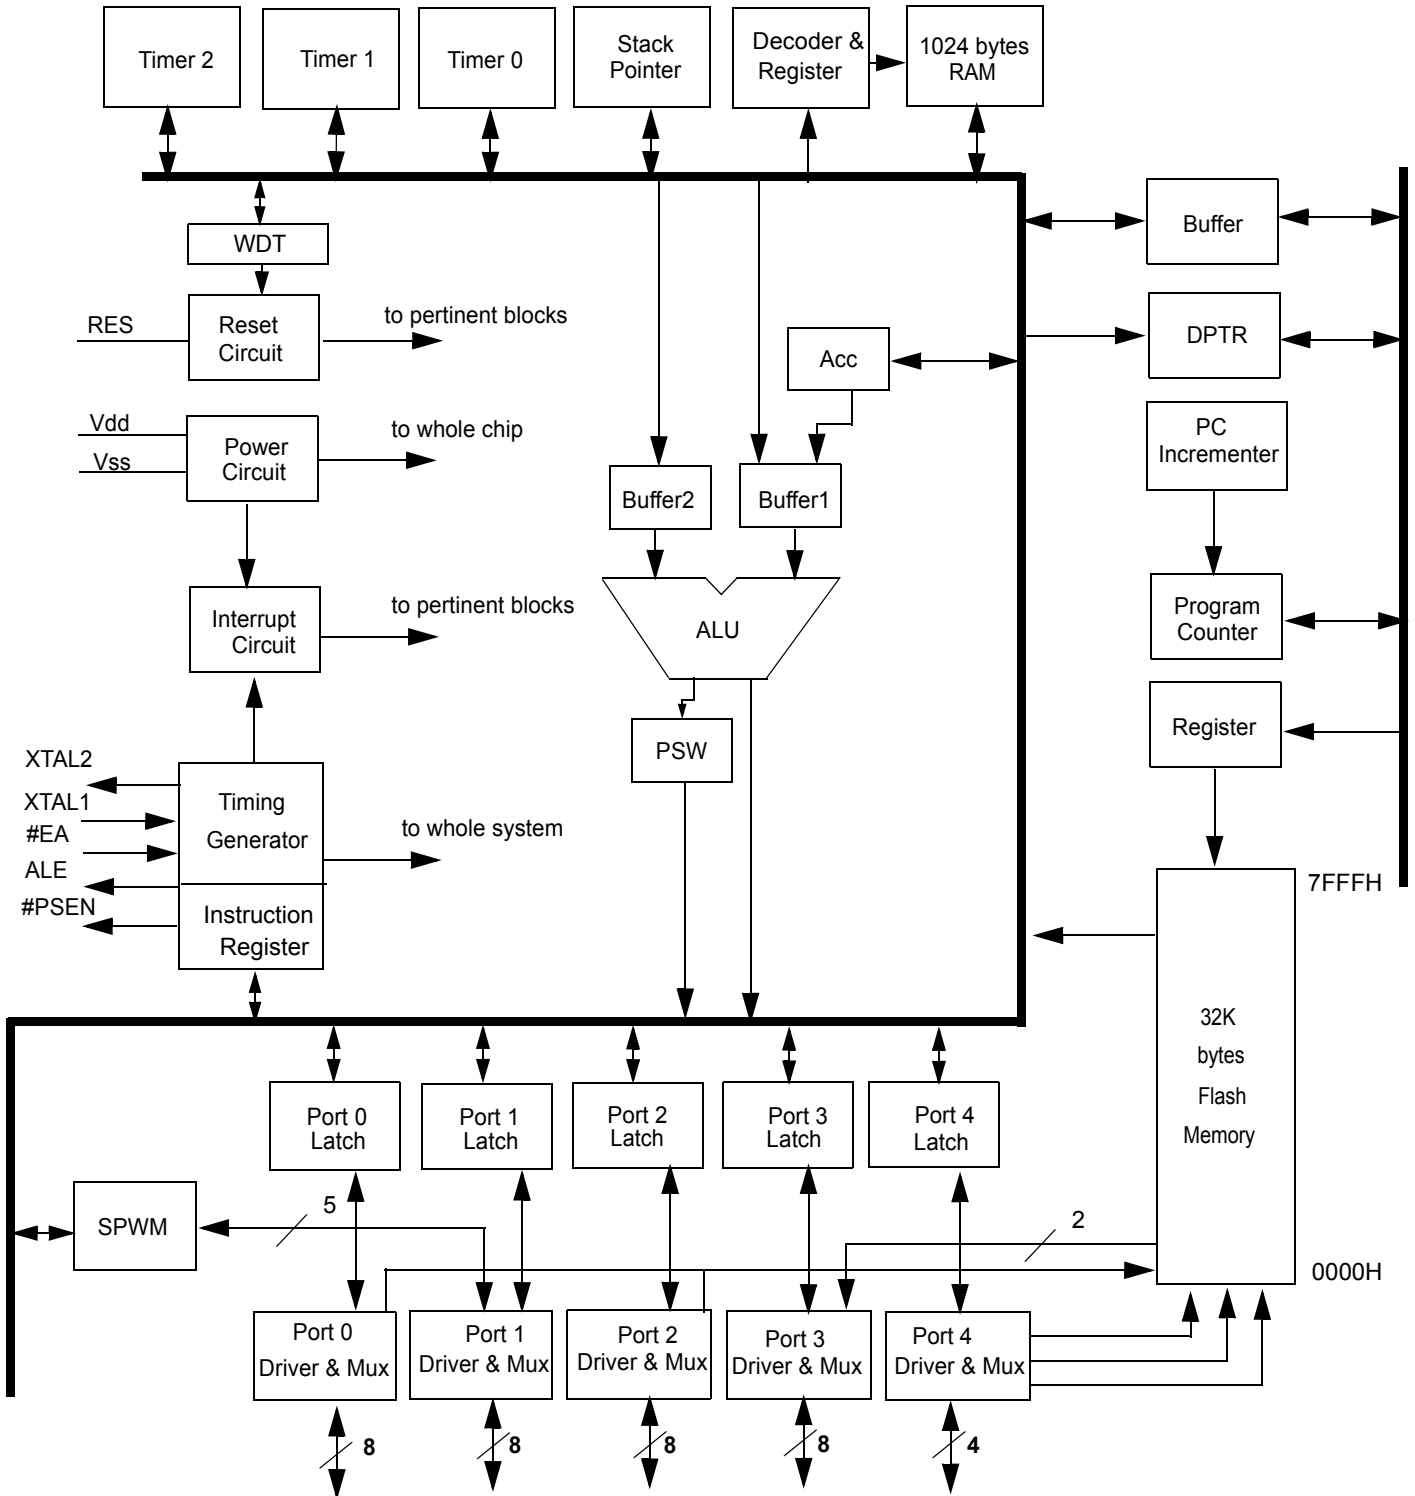 Timer 2
Timer 1
Timer 0
Stack
Pointer
Decoder &
Register
1024 bytes
RAM
WDT
Buffer
RES
Reset
Circuit
to pertinent blocks
Acc
DPTR
Vdd
Vss
Power
Circuit
to whole chip
PC
Incrementer
Buffer2
Buffer1
Interrupt
Circuit
to pertinent blocks
ALU
Program
Counter
PSW
Register
XTAL2
XTAL1
#EA
ALE
#PSEN
Timing
Generator
to whole system
Instruction
Register
7FFFH
32K
bytes
Flash
Memory
0000H
Port 0
Latch
Port 1
Latch
Port 2
Latch
Port 3
Latch
Port 4
Latch
SPWM
5
2
Port 0
Driver & Mux
Port 1
Driver & Mux
Port 2
Driver & Mux
Port 3
Driver & Mux
Port 4
Driver & Mux
8
8
8
8
4